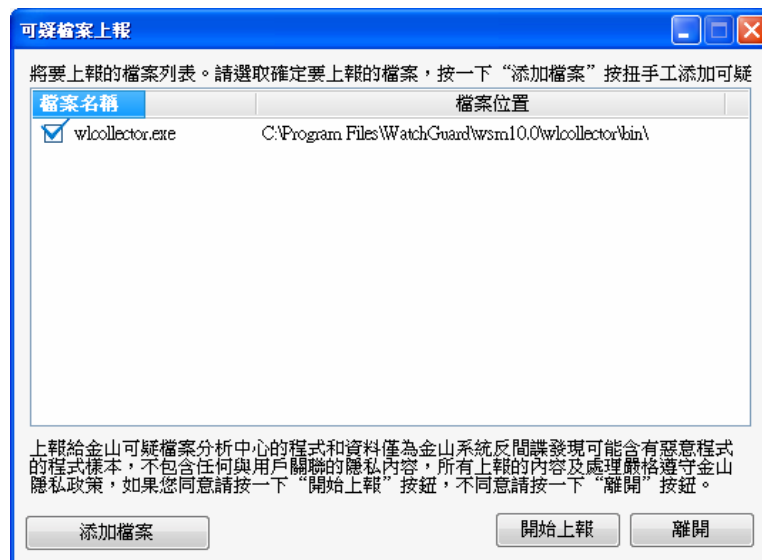 可疑檔案上報
將要上報的檔案列表。請選取確定要上報的檔案，按一下“添加檔案”按扭手工添加可疑
檔案名稱 檔案位置
wlcollector.exe C:\Program Files\WatchGuard\wsm10.0\wlcollector\bin\
上報給金山可疑檔案分析中心的程式和資料僅為金山系統反間諜發現可能含有惡意程式
的程式樣本，不包含任何與用戶關聯的隱私內容，所有上報的內容及處理嚴格遵守金山
隱私政策，如果您同意請按一下“開始上報”按鈕，不同意請按一下“離開”按鈕。
添加檔案 開始上報 離開